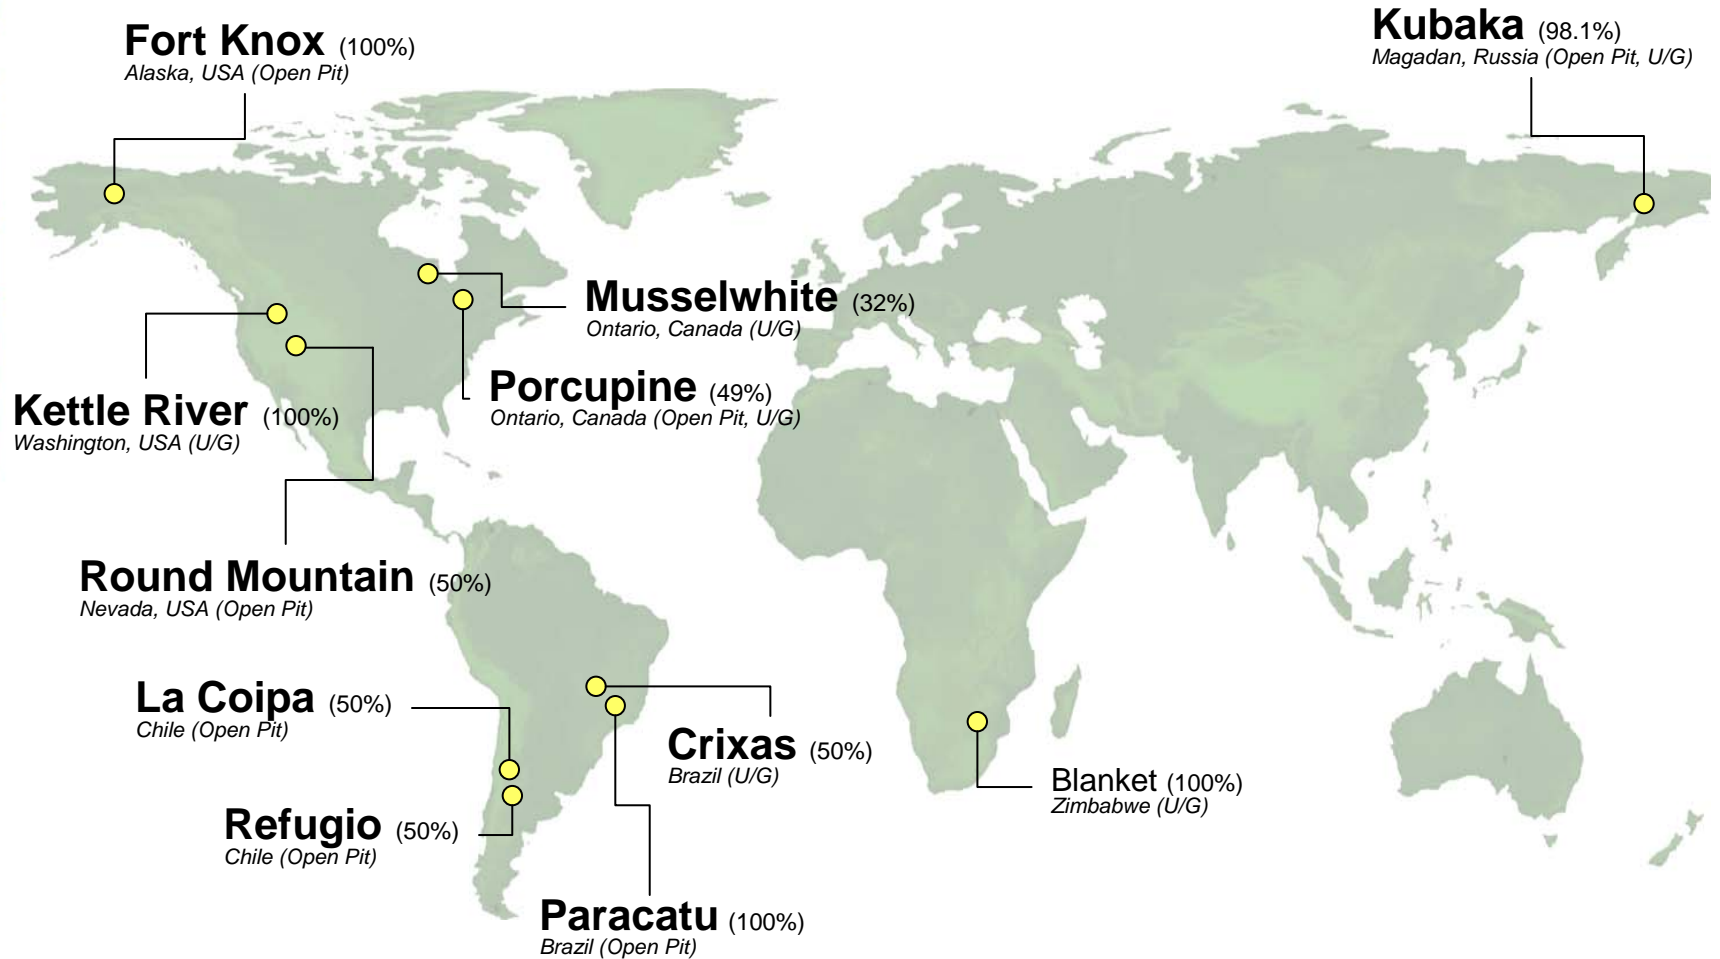 Fort Knox (100%)
Alaska, USA (Open Pit)
Kubaka (98.1%)
Magadan, Russia (Open Pit, U/G)
Musselwhite (32%)
Ontario, Canada (U/G)
Porcupine (49%)
Ontario, Canada (Open Pit, U/G)
Kettle River (100%)
Washington, USA (U/G)
Round Mountain (50%)
Nevada, USA (Open Pit)
La Coipa (50%)
Chile (Open Pit)
Crixas (50%)
Brazil (U/G)
Blanket (100%)
Zimbabwe (U/G)
Refugio (50%)
Chile (Open Pit)
Paracatu (100%)
Brazil (Open Pit)